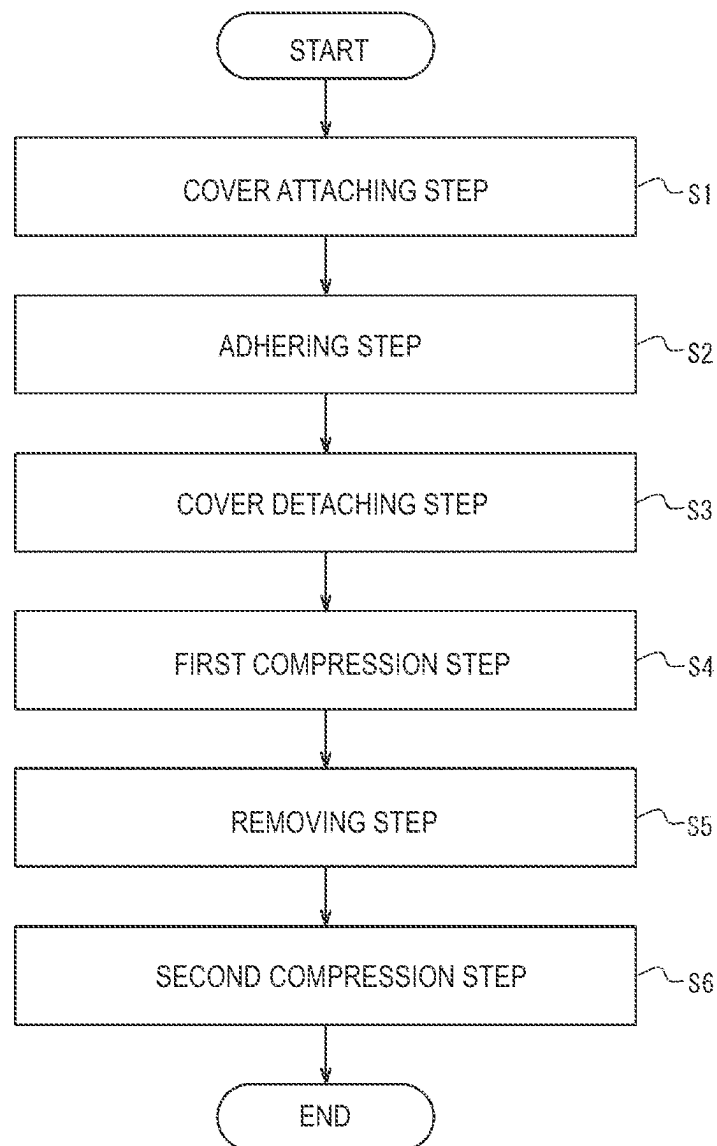 START
COVER ATTACHING STEP S1
ADHERING STEP S2
COVER DETACHING STEP S3
FIRST COMPRESSION STEP S4
REMOVING STEP S5
SECOND COMPRESSION STEP S6
END